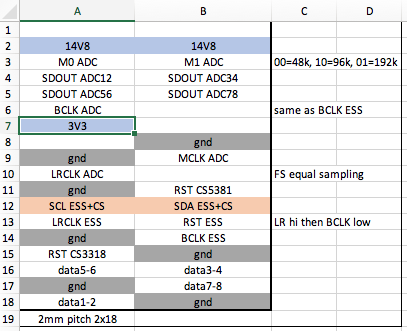 A B C D
1
2 14V8 14V8
3 M0 ADC M1 ADC 00=48k, 10=96k, 01=192k
4 SDOUT ADC12 SDOUT ADC34
5 SDOUT ADC56 SDOUT ADC78
6 BCLK ADC same as BCLK ESS
7 3V3
8 gnd
9 gnd MCLK ADC
10 LRCLK ADC FS equal sampling
11 gnd RST CS5381
12 SCL ESS+CS SDA ESS+CS
13 LRCLK ESS RST ESS LR hi then BCLK low
14 gnd BCLK ESS
15 RST CS3318 gnd
16 data5-6 data3-4
17 gnd data7-8
18 data1-2 gnd
19 2mm pitch 2x18